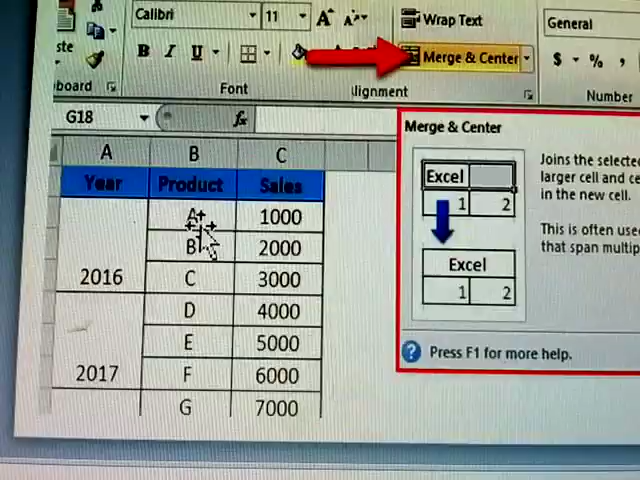 Calibri 11 A A Wrap Text General
ste B I U Merge & Center $ % ,
board Font lignment Number
G18 fx
Merge & Center
A B C
Year Product Sales
A 1000
B 2000
2016 C 3000
D 4000
E 5000
2017 F 6000
G 7000
Excel
1 2
Excel
1 2
Joins the selecte
larger cell and ce
in the new cell.
This is often use
that span multip
Press F1 for more help.